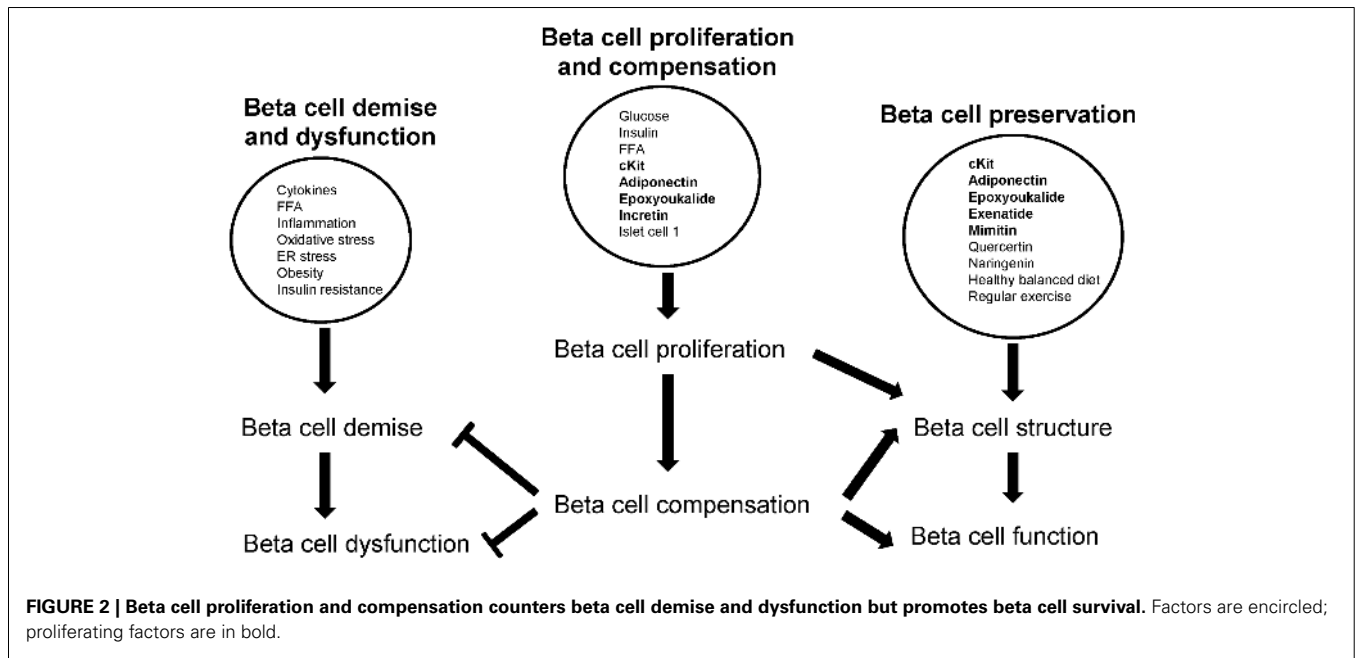 Beta cell demise
and dysfunction
Cytokines
FFA
Inflammation
Oxidative stress
ER stress
Obesity
Insulin resistance
Beta cell demise
Beta cell dysfunction
Beta cell proliferation
and compensation
Glucose
Insulin
FFA
cKit
Adiponectin
Epoxyoukalide
Incretin
Islet cell 1
Beta cell proliferation
Beta cell compensation
Beta cell preservation
cKit
Adiponectin
Epoxyoukalide
Exenatide
Mimitin
Quercertin
Naringenin
Healthy balanced diet
Regular exercise
Beta cell structure
Beta cell function
FIGURE 2 | Beta cell proliferation and compensation counters beta cell demise and dysfunction but promotes beta cell survival. Factors are encircled;
proliferating factors are in bold.